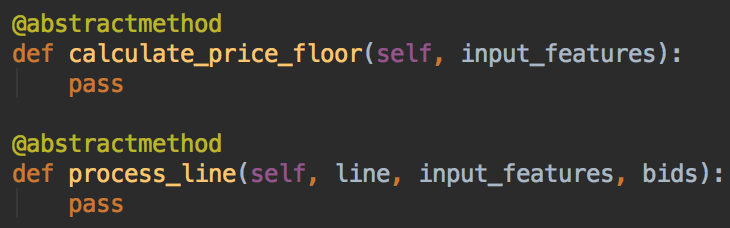 @abstractmethod
def calculate_price_floor(self, input_features):
    pass
@abstractmethod
def process_line(self, line, input_features, bids):
    pass